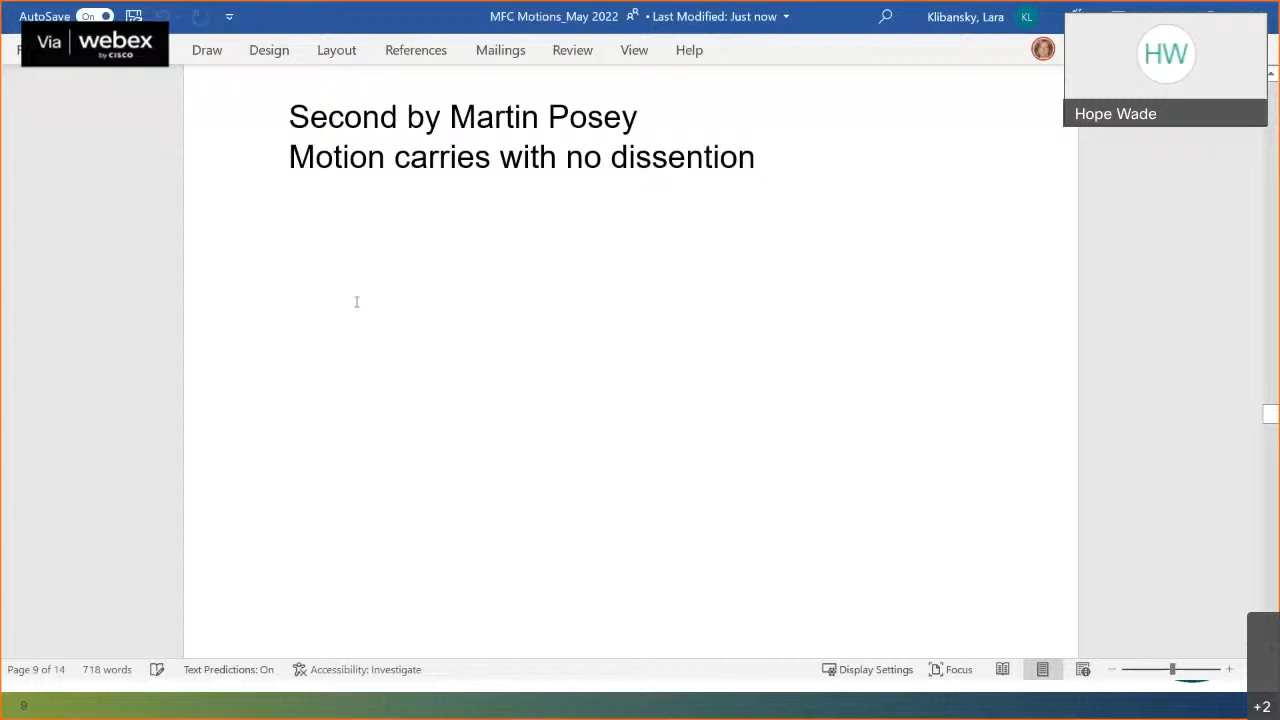 AutoSave On MFC Motions_May 2022 • Last Modified: Just now Klibansky, Lara KL
Via webex by CISCO
Draw Design Layout References Mailings Review View Help
HW
Hope Wade
Second by Martin Posey
Motion carries with no dissention
Page 9 of 14 718 words Text Predictions: On Accessibility: Investigate Display Settings Focus
9
+2